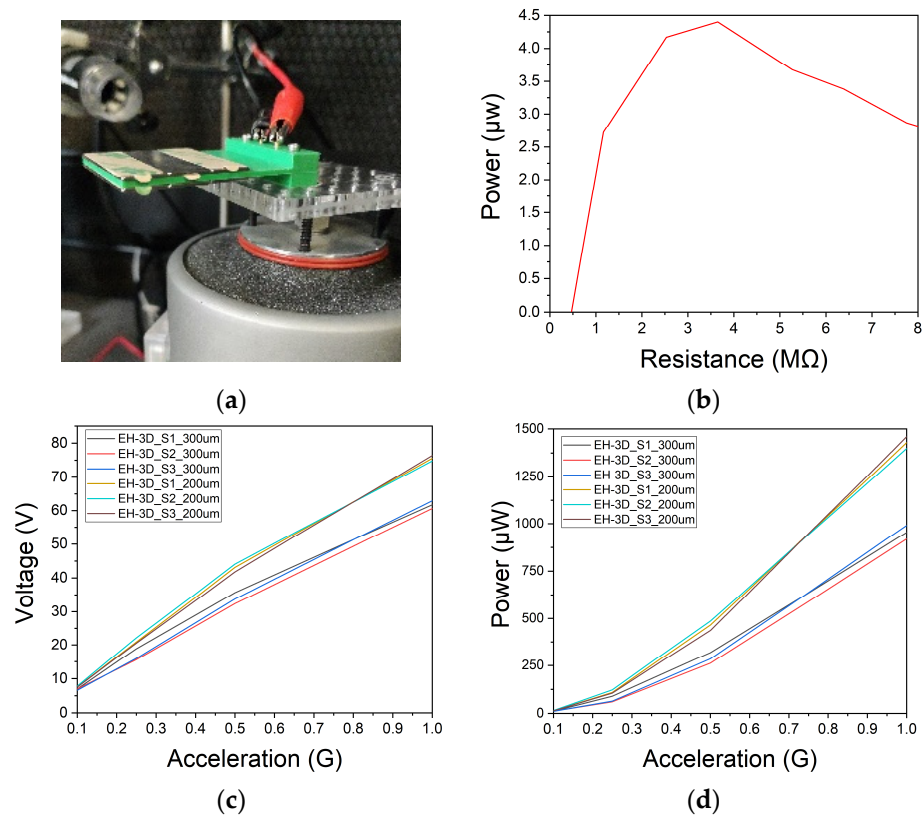 4.5
4.0
3.5
3.0
2.5
4.5
1.5
1.0
0.5
0.0
Power (µw)
0 1 2 3 4 5 6 7 8
Resistance (MΩ)
(a)
(b)
EH-3D_S1_300um
EH-3D_S2_300um
EH-3D_S3_300um
EH-3D_S1_200um
EH-3D_S2_200um
EH-3D_S3_200um
80
70
60
50
40
30
20
10
0
Voltage (V)
0.1 0.2 0.3 0.4 0.5 0.6 0.7 0.8 0.9 1.0
Acceleration (G)
(c)
EH-3D_S1_300um
EH-3D_S2_300um
EH-3D_S3_300um
EH-3D_S1_200um
EH-3D_S2_200um
EH-3D_S3_200um
1500
1250
1000
750
500
250
0
Power (µW)
0.1 0.2 0.3 0.4 0.5 0.6 0.7 0.8 0.9 1.0
Acceleration (G)
(d)